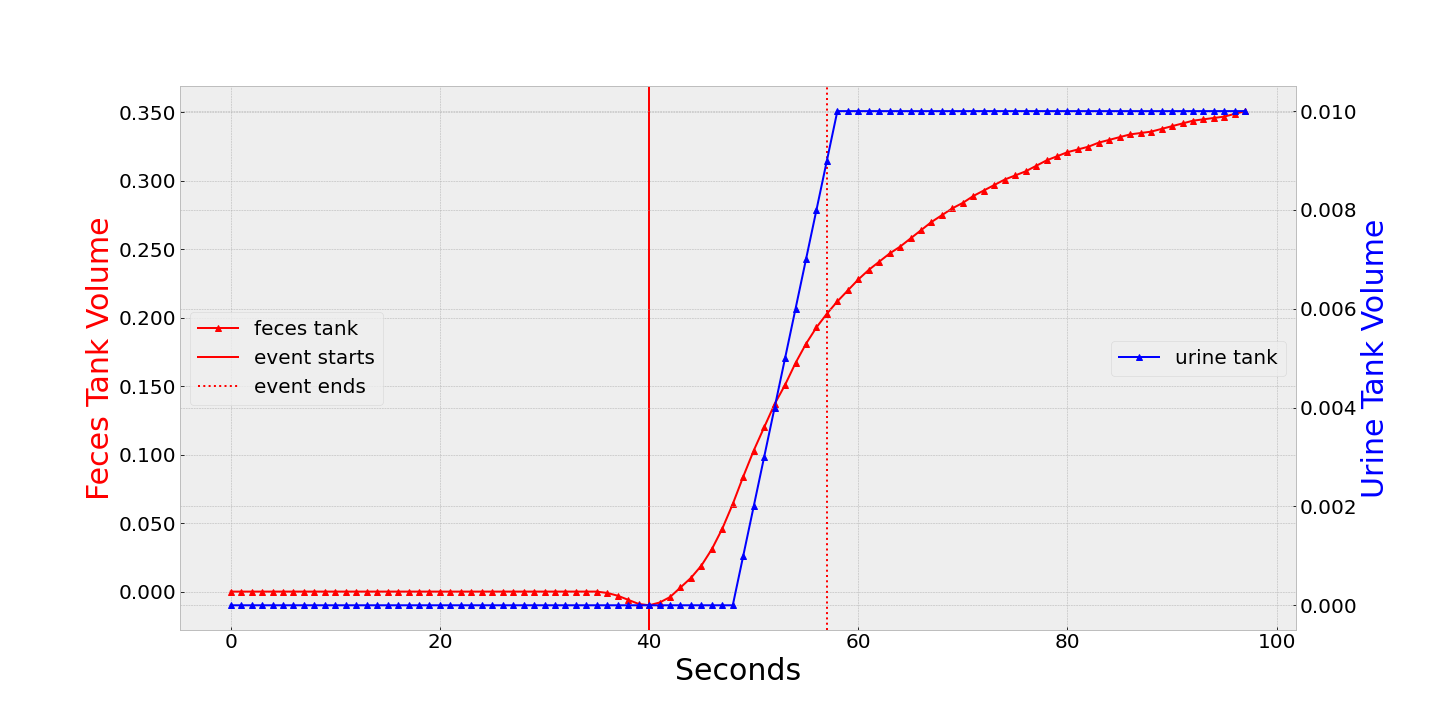 0.350
0.300
0.250
0.200
0.150
0.100
0.050
0.000
Feces Tank Volume
feces tank
event starts
event ends
urine tank
0.010
0.008
0.006
0.004
0.002
0.000
Urine Tank Volume
0 20 40 60 80 100
Seconds